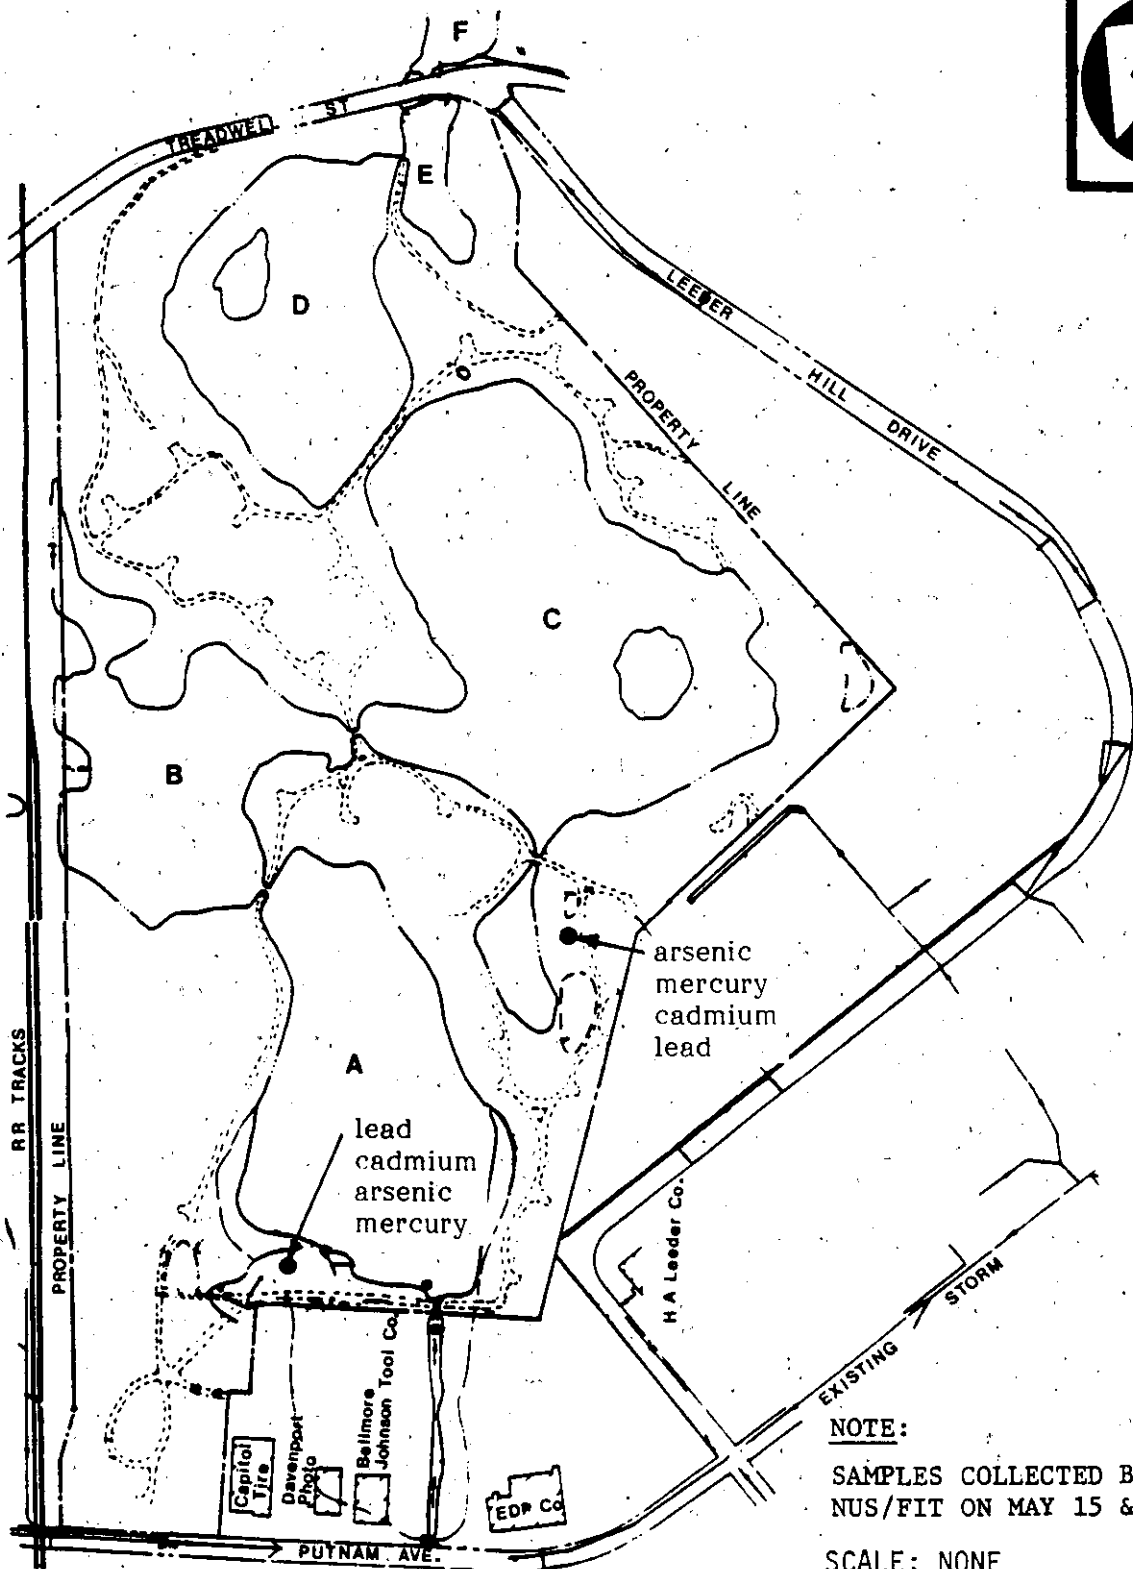 F
TREADWELL ST
E
D
LEEDER HILL DRIVE
PROPERTY LINE
C
B
arsenic
mercury
cadmium
lead
A
lead
cadmium
arsenic
mercury
RR TRACKS
PROPERTY LINE
H A Leeder Co.
EXISTING STORM
Capitol
Tire
Davenport
Photo
Bellmore
Johnson Tool Co.
EDP Co
PUTNAM AVE.
NOTE:
SAMPLES COLLECTED B
NUS/FIT ON MAY 15 &
SCALE: NONE